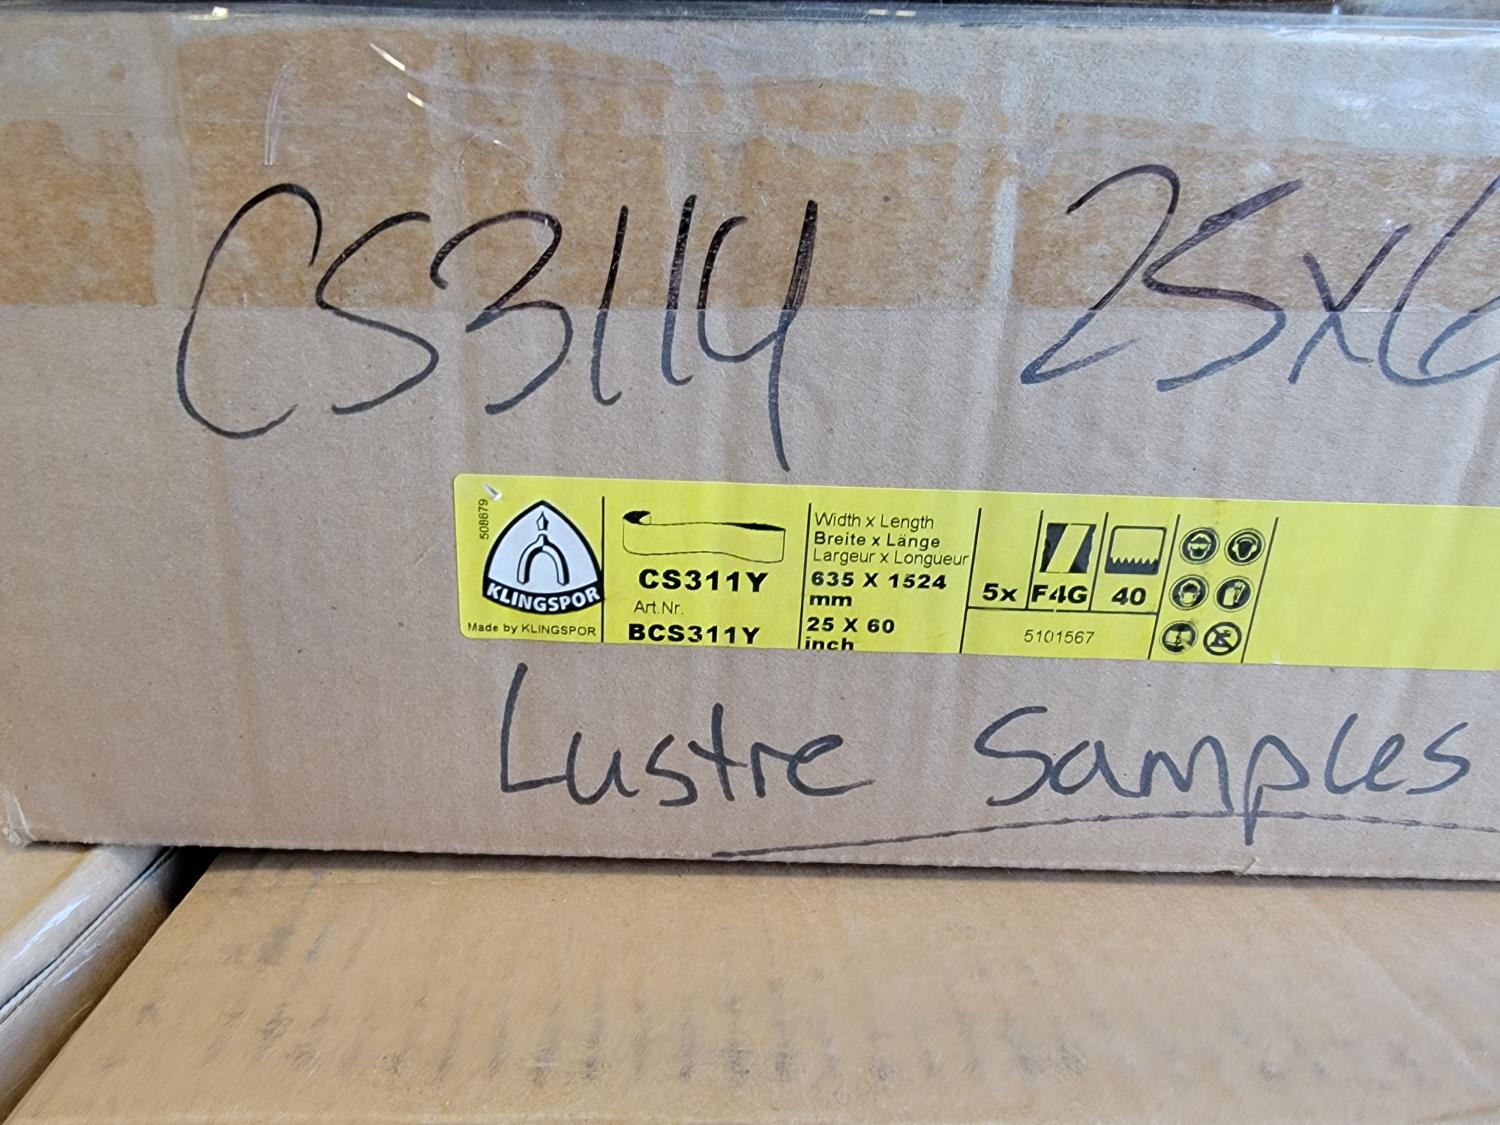 CS311Y 25x6
508679
KLINGSPOR
Made by KLINGSPOR
CS311Y
Art.Nr.
BCS311Y
Width x Length
Breite x Länge
Largeur x Longueur
635 X 1524
mm
25 X 60
inch
5x F4G 40
5101567
Lustre Samples